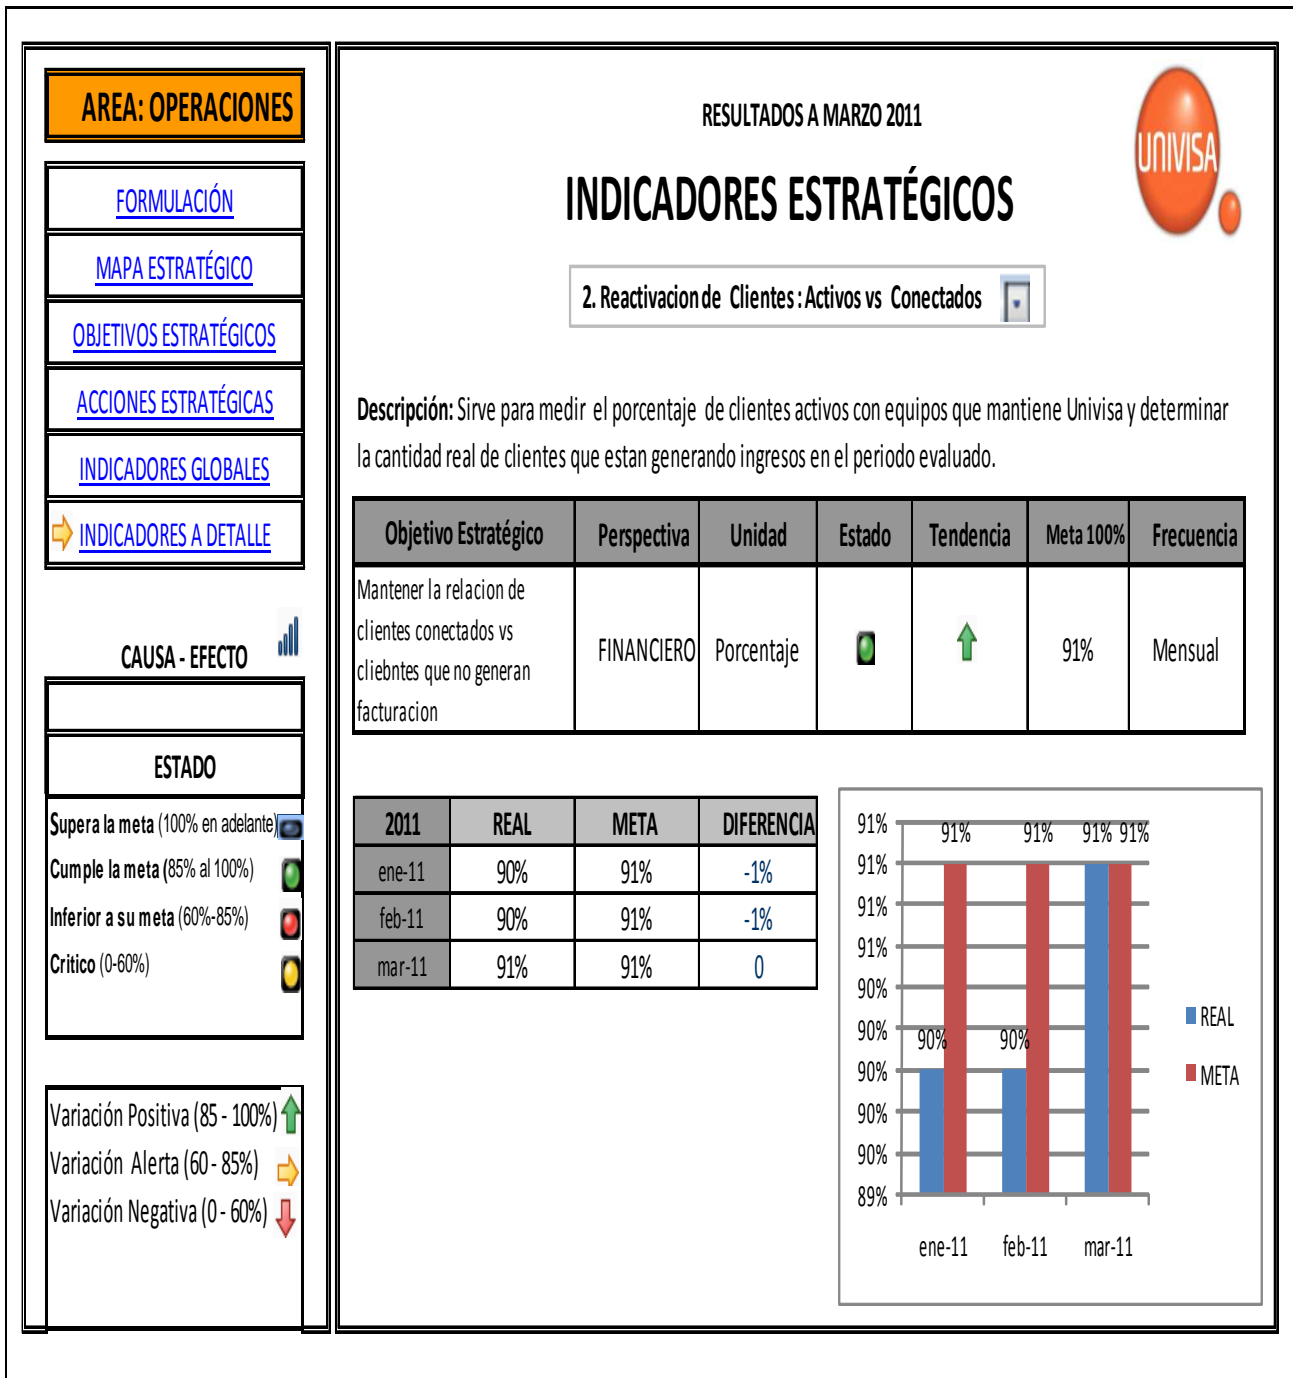 AREA: OPERACIONES
FORMULACIÓN
MAPA ESTRATÉGICO
OBJETIVOS ESTRATÉGICOS
ACCIONES ESTRATÉGICAS
INDICADORES GLOBALES
INDICADORES A DETALLE
CAUSA - EFECTO
ESTADO
Supera la meta (100% en adelante)
Cumple la meta (85% al 100%)
Inferior a su meta (60%-85%)
Critico (0-60%)
Variación Positiva (85 - 100%)
Variación Alerta (60 - 85%)
Variación Negativa (0 - 60%)
RESULTADOS A MARZO 2011
INDICADORES ESTRATÉGICOS
UNIVISA
2. Reactivacion de Clientes : Activos vs Conectados
Descripción: Sirve para medir el porcentaje de clientes activos con equipos que mantiene Univisa y determinar
la cantidad real de clientes que estan generando ingresos en el periodo evaluado.
Objetivo Estratégico Perspectiva Unidad Estado Tendencia Meta 100% Frecuencia
Mantener la relacion de
clientes conectados vs
cliebntes que no generan
facturacion
FINANCIERO Porcentaje 91% Mensual
2011 REAL META DIFERENCIA
ene-11 90% 91% -1%
feb-11 90% 91% -1%
mar-11 91% 91% 0
91%
91%
91%
91%
90%
90%
90%
90%
90%
89%
91% 91% 91% 91%
90% 90%
ene-11 feb-11 mar-11
REAL
META